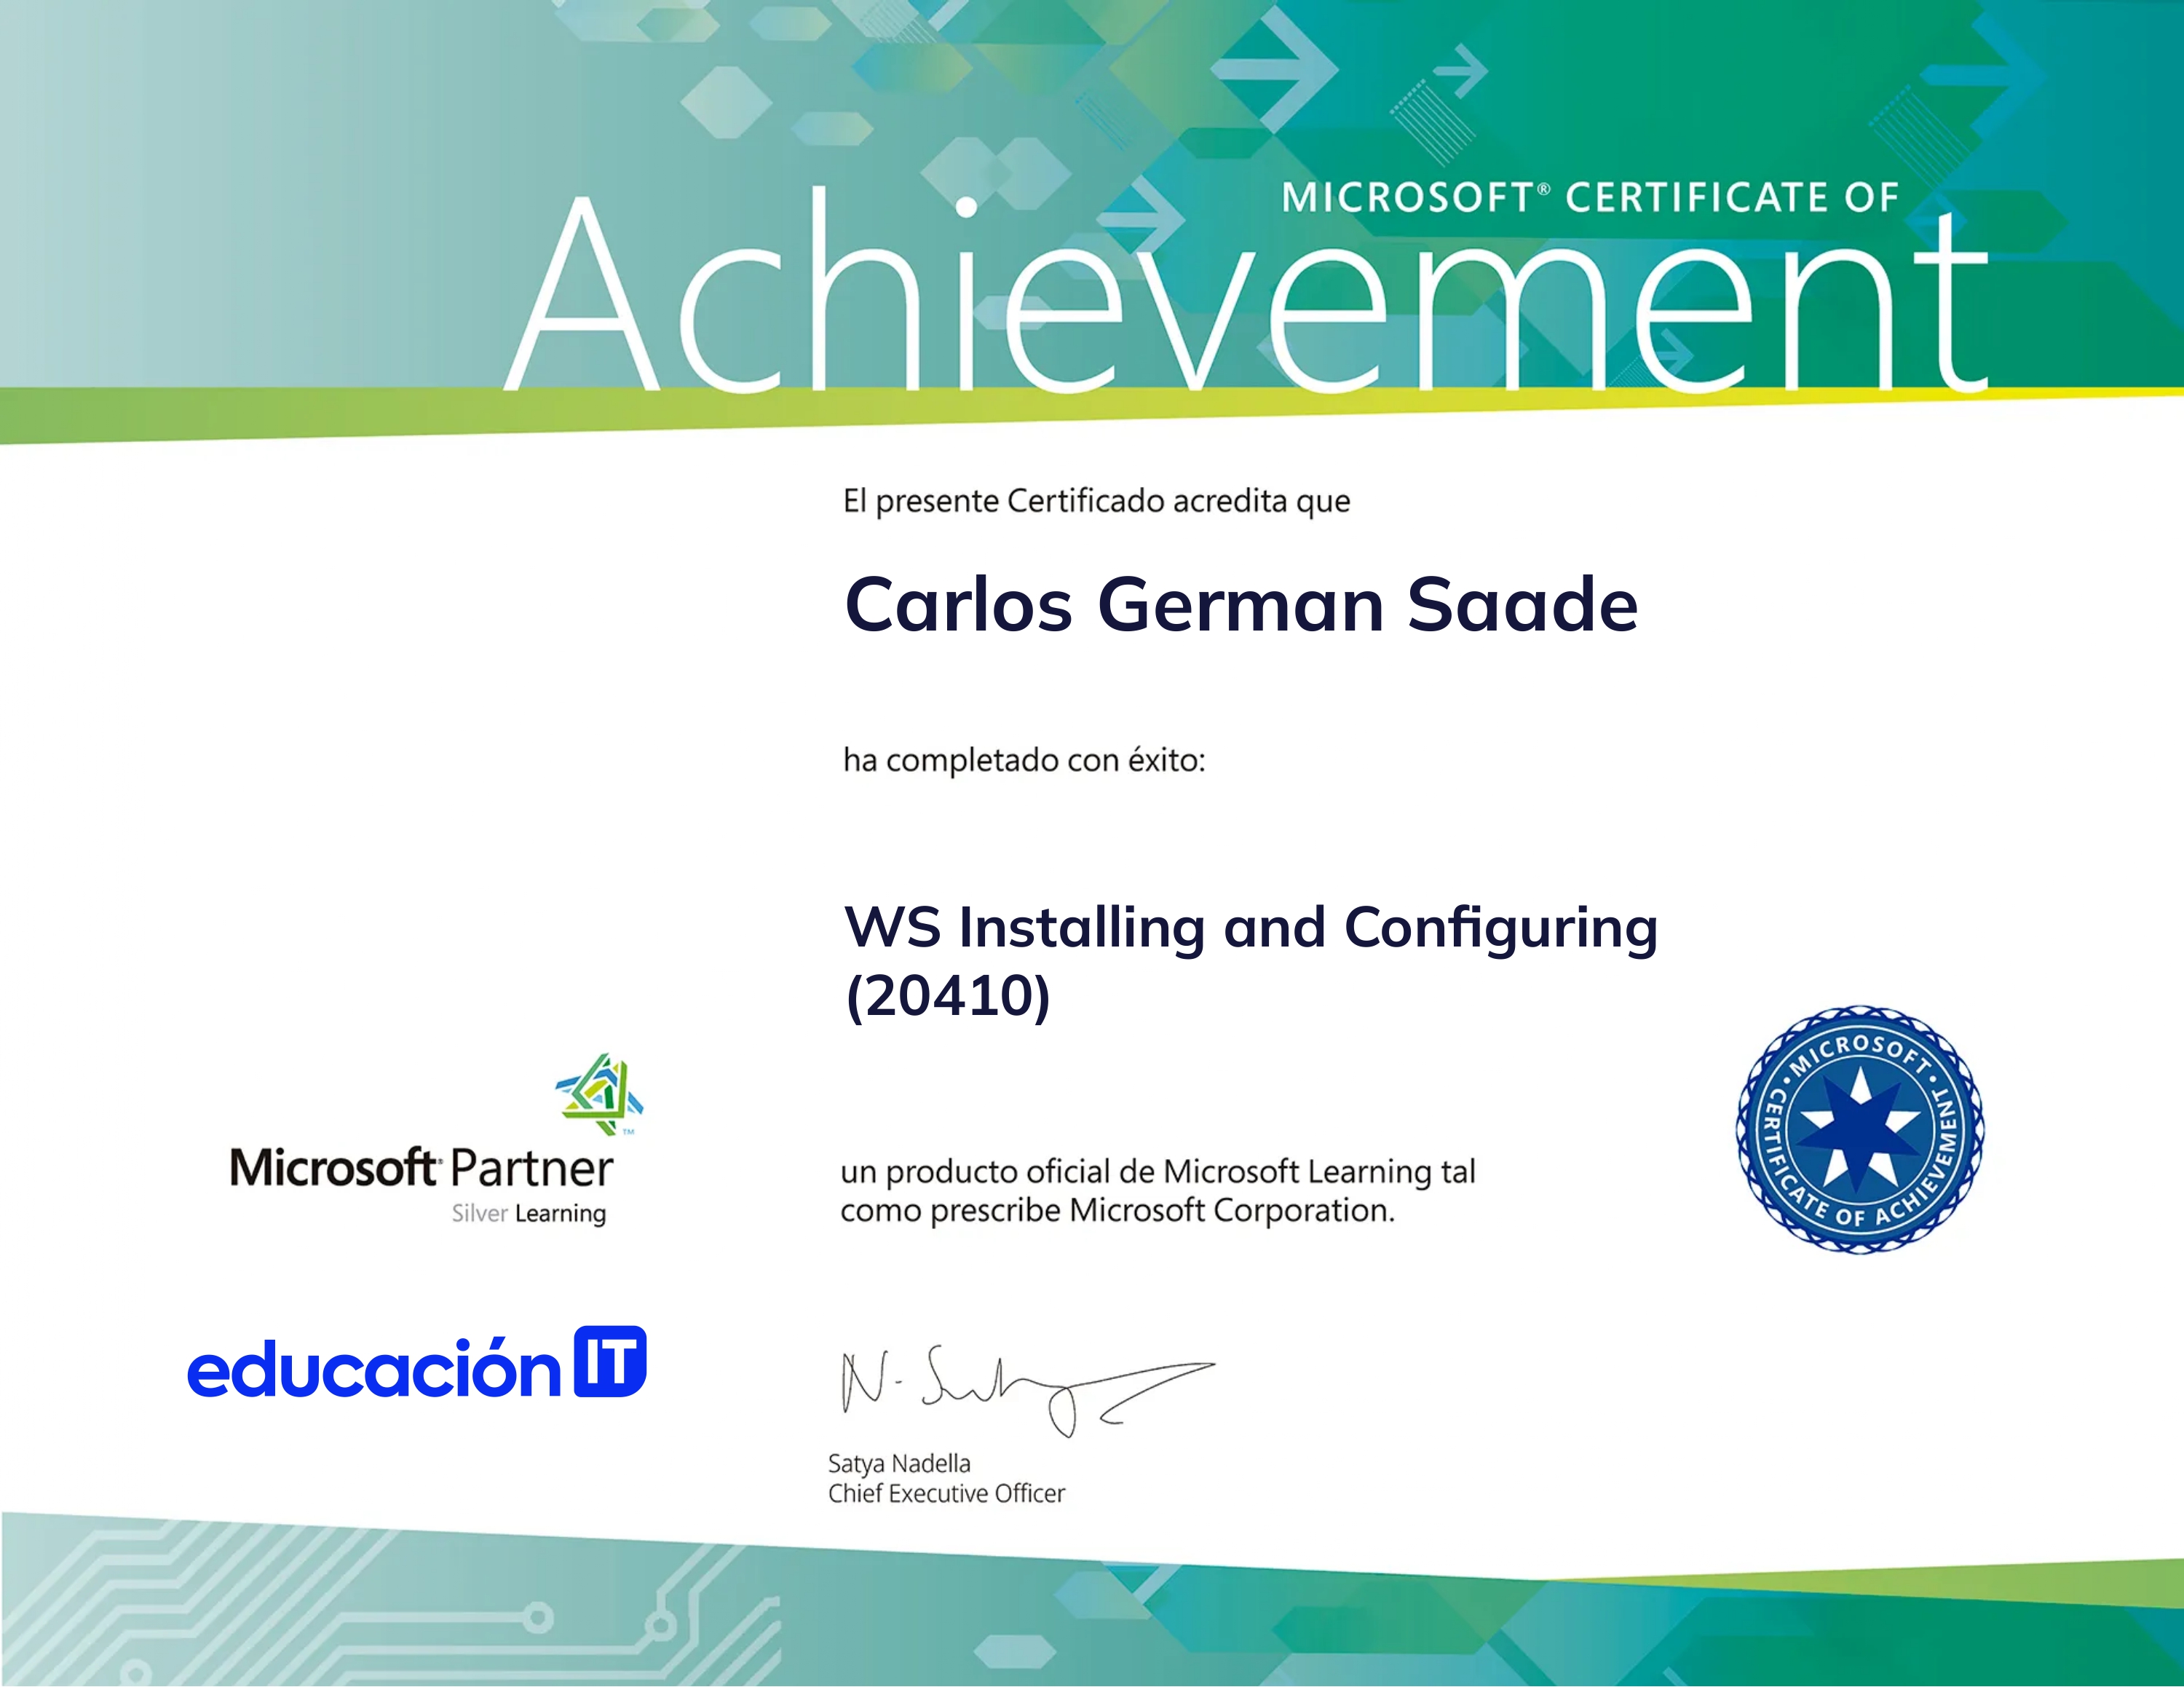 MICROSOFT® CERTIFICATE OF
Achievement
El presente Certificado acredita que
Carlos German Saade
ha completado con éxito:
WS Installing and Configuring
(20410)
Microsoft Partner
Silver Learning
un producto oficial de Microsoft Learning tal
como prescribe Microsoft Corporation.
• MICROSOFT •
CERTIFICATE OF ACHIEVEMENT
educación IT
Satya Nadella
Chief Executive Officer